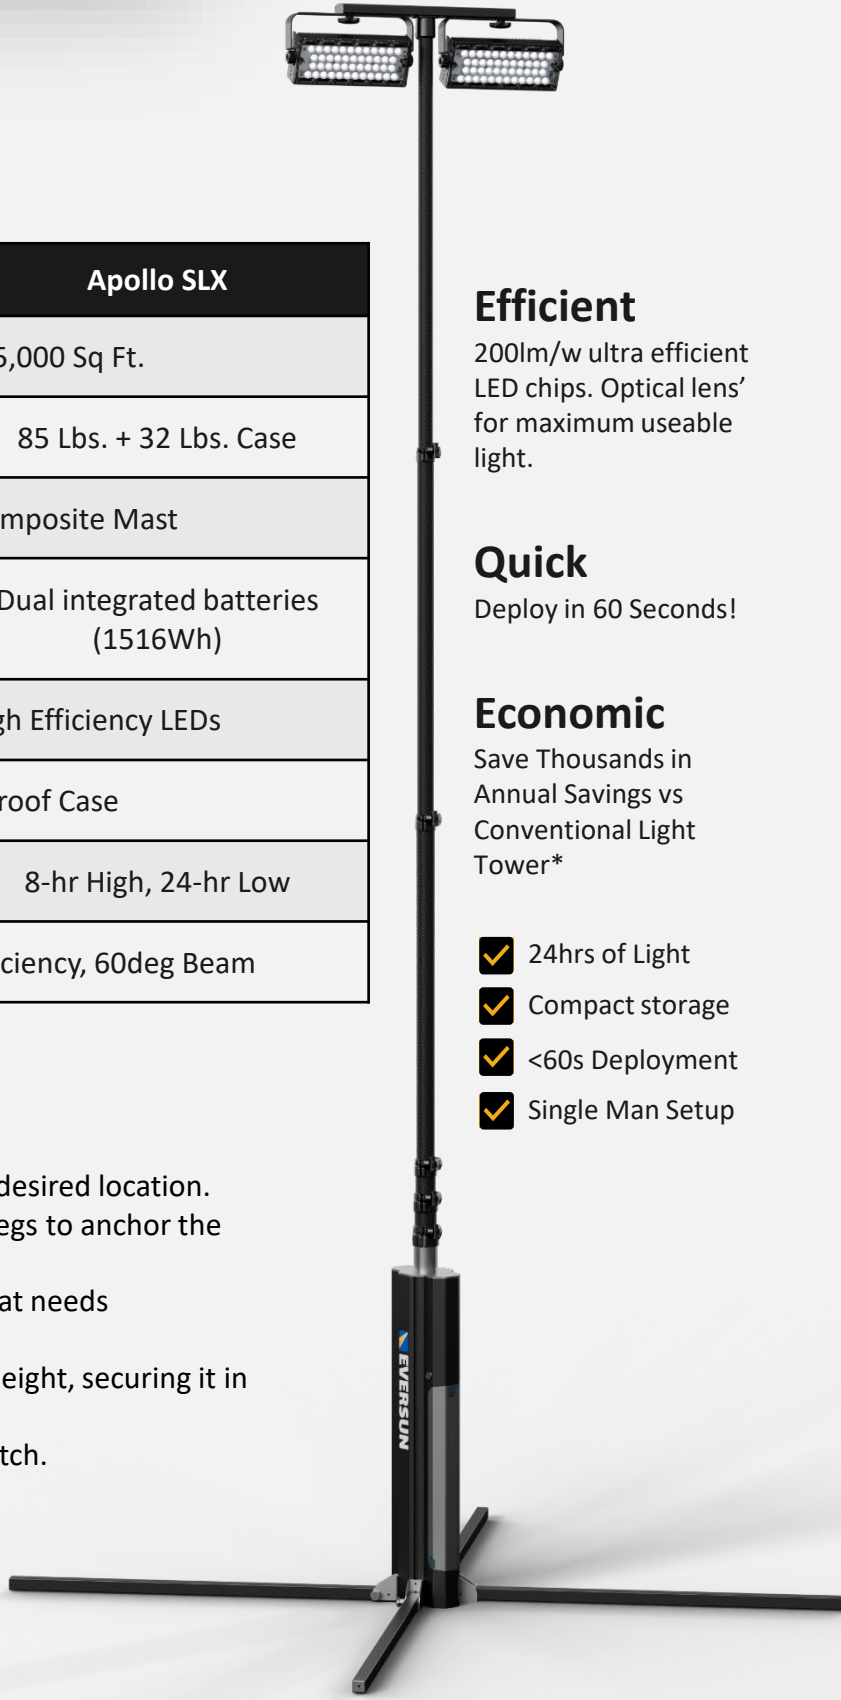 Apollo SLX
5,000 Sq Ft.
85 Lbs. + 32 Lbs. Case
mposite Mast
Dual integrated batteries
(1516Wh)
gh Efficiency LEDs
roof Case
8-hr High, 24-hr Low
ciency, 60deg Beam
desired location.
egs to anchor the
at needs
eight, securing it in
tch.
Efficient
200lm/w ultra efficient
LED chips. Optical lens’
for maximum useable
light.
Quick
Deploy in 60 Seconds!
Economic
Save Thousands in
Annual Savings vs
Conventional Light
Tower*
24hrs of Light
Compact storage
<60s Deployment
Single Man Setup
EVERSUN